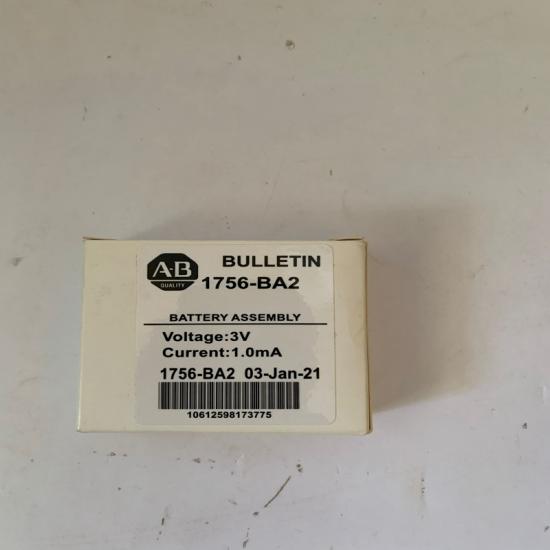 A-B
QUALITY
BULLETIN
1756-BA2
BATTERY ASSEMBLY
Voltage:3V
Current:1.0mA
1756-BA2 03-Jan-21
10612598173775